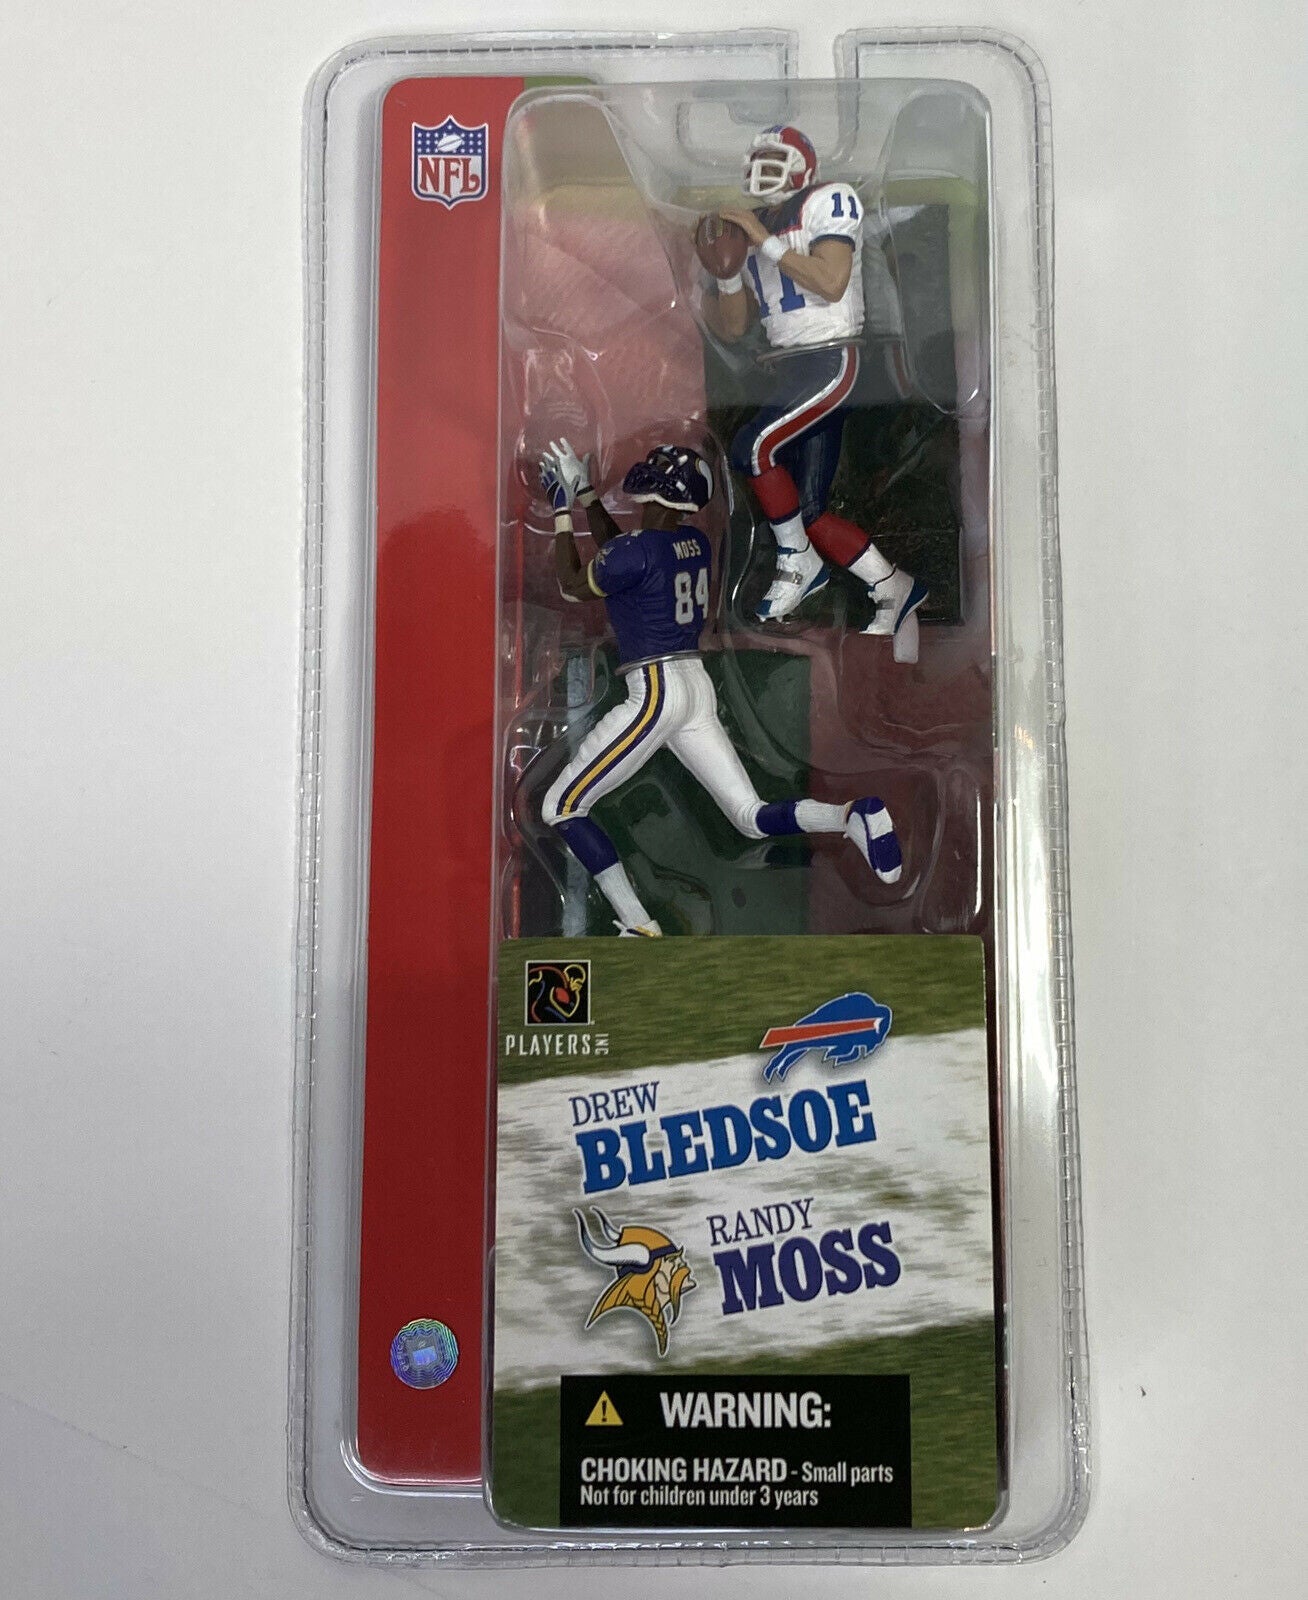 NFL
11
11
MOSS
84
PLAYERS INC
DREW
BLEDSOE
RANDY
MOSS
WARNING:
CHOKING HAZARD - Small parts
Not for children under 3 years